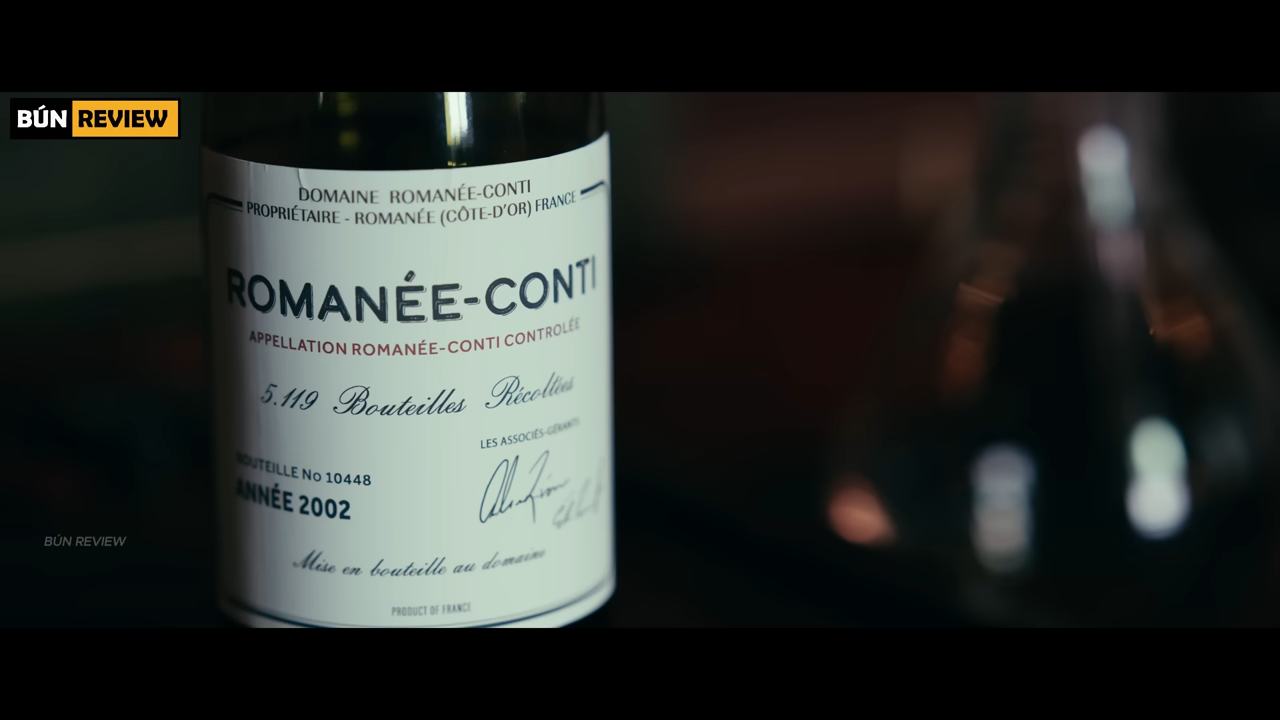 BÚN REVIEW
DOMAINE ROMANÉE-CONTI
PROPRIÉTAIRE - ROMANÉE (CÔTE-D'OR) FRANCE
ROMANÉE-CONTI
APPELLATION ROMANÉE-CONTI CONTROLÉE
5.119 Bouteilles Récoltées
LES ASSOCIÉS-GÉRANTS
BOUTEILLE No 10448
ANNÉE 2002
BÚN REVIEW
Mise en bouteille au domaine
PRODUCT OF FRANCE